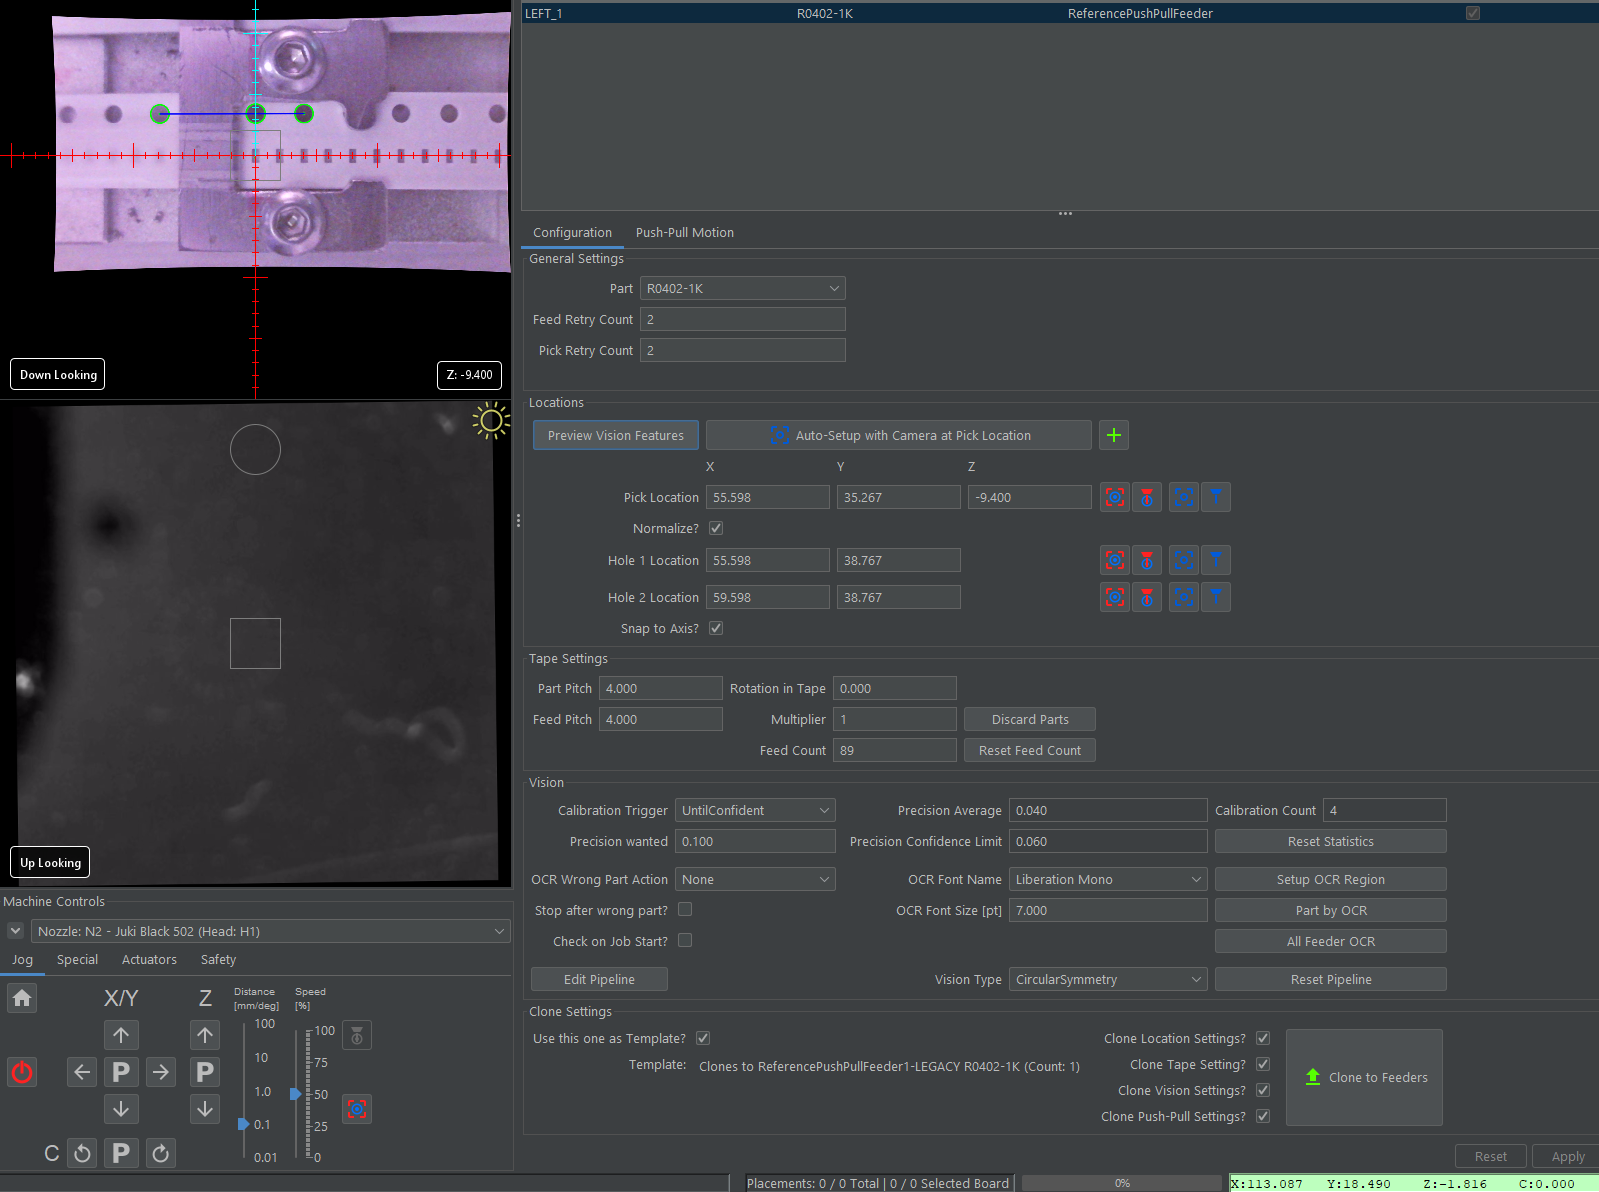 LEFT_1 R0402-1K ReferencePushPullFeeder
Down Looking
Z: -9.400
Up Looking
Configuration Push-Pull Motion
General Settings
Part R0402-1K
Feed Retry Count 2
Pick Retry Count 2
Locations
Preview Vision Features Auto-Setup with Camera at Pick Location
X Y Z
Pick Location 55.598 35.267 -9.400
Normalize?
Hole 1 Location 55.598 38.767
Hole 2 Location 59.598 38.767
Snap to Axis?
Tape Settings
Part Pitch 4.000 Rotation in Tape 0.000
Feed Pitch 4.000 Multiplier 1 Discard Parts
Feed Count 89 Reset Feed Count
Vision
Calibration Trigger UntilConfident Precision Average 0.040 Calibration Count 4
Precision wanted 0.100 Precision Confidence Limit 0.060 Reset Statistics
OCR Wrong Part Action None OCR Font Name Liberation Mono Setup OCR Region
Stop after wrong part? OCR Font Size [pt] 7.000 Part by OCR
Check on Job Start? All Feeder OCR
Edit Pipeline Vision Type CircularSymmetry Reset Pipeline
Clone Settings
Use this one as Template? Clone Location Settings?
Template: Clones to ReferencePushPullFeeder1-LEGACY R0402-1K (Count: 1) Clone Tape Setting?
Clone Vision Settings?
Clone Push-Pull Settings?
Clone to Feeders
Reset Apply
Machine Controls
Nozzle: N2 - Juki Black 502 (Head: H1)
Jog Special Actuators Safety
X/Y Z Distance [mm/deg] Speed [%]
100 100
10 75
P P 1.0 50
0.1 25
C P 0.01 0
Placements: 0 / 0 Total | 0 / 0 Selected Board 0% X:113.087 Y:18.490 Z:-1.816 C:0.000